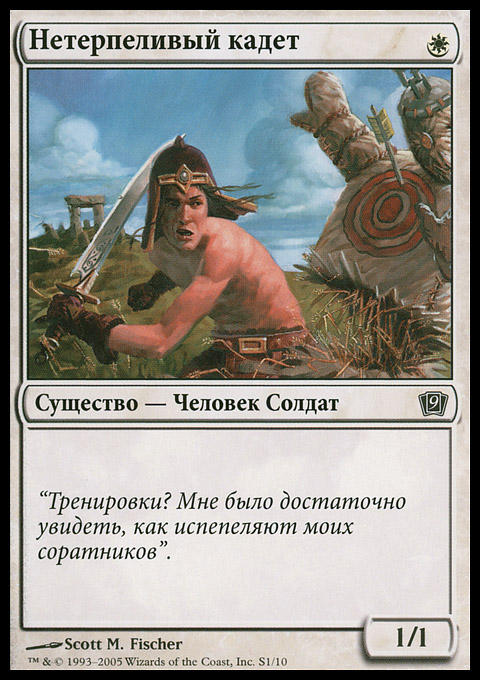 Нетерпеливый кадет
Существо — Человек Солдат
9
“Тренировки? Мне было достаточно
увидеть, как испепеляют моих
соратников”.
Scott M. Fischer
1/1
™ & © 1993–2005 Wizards of the Coast, Inc. S1/10